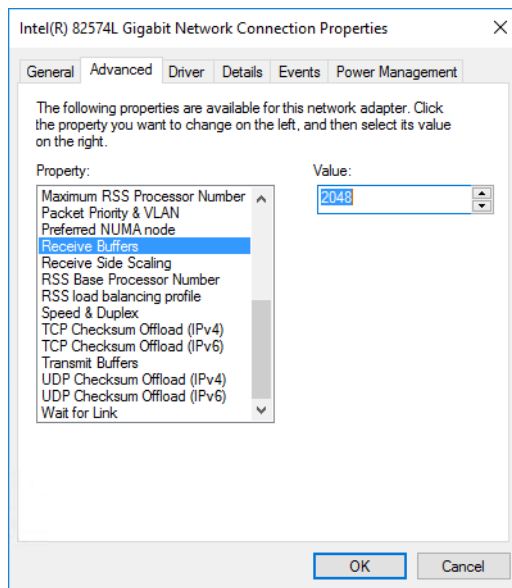 Intel(R) 82574L Gigabit Network Connection Properties
General Advanced Driver Details Events Power Management
The following properties are available for this network adapter. Click
the property you want to change on the left, and then select its value
on the right.
Property:
Value:
Maximum RSS Processor Number
Packet Priority & VLAN
Preferred NUMA node
Receive Buffers
Receive Side Scaling
RSS Base Processor Number
RSS load balancing profile
Speed & Duplex
TCP Checksum Offload (IPv4)
TCP Checksum Offload (IPv6)
Transmit Buffers
UDP Checksum Offload (IPv4)
UDP Checksum Offload (IPv6)
Wait for Link
2048
OK Cancel